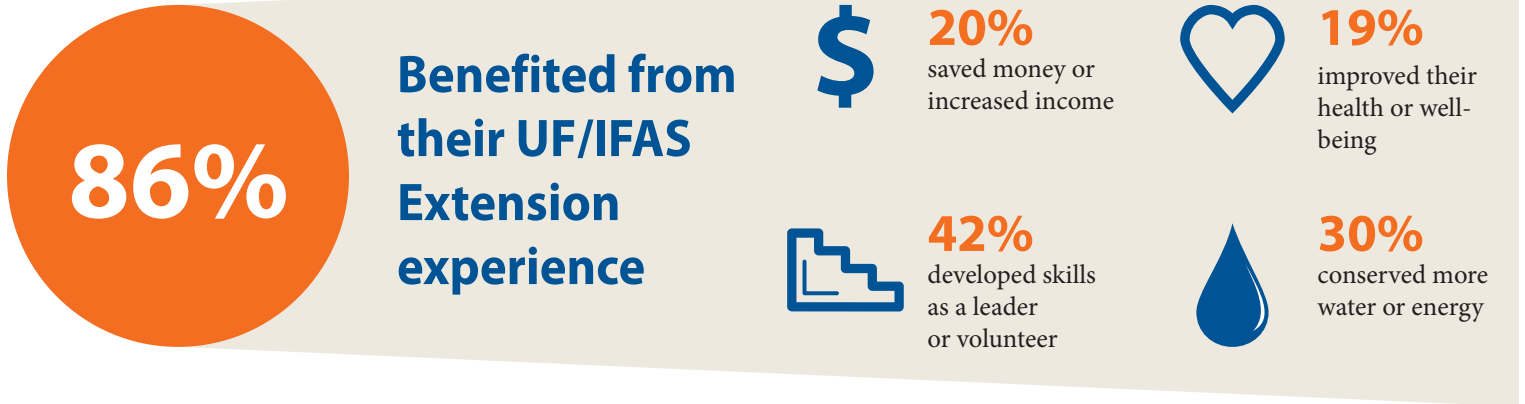 86%
Benefited from
their UF/IFAS
Extension
experience
20%
saved money or
increased income
19%
improved their
health or well-
being
42%
developed skills
as a leader
or volunteer
30%
conserved more
water or energy